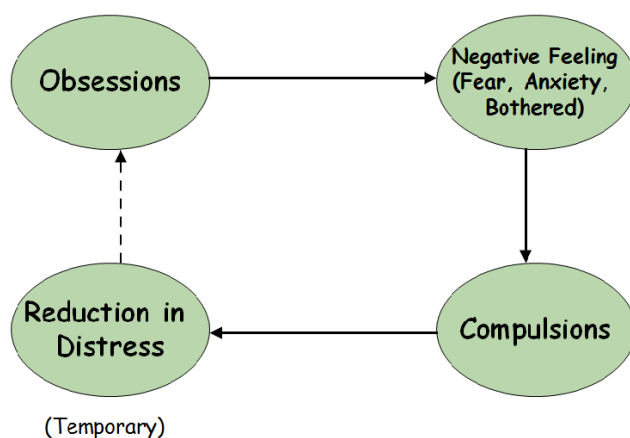 Obsessions
Negative Feeling
(Fear, Anxiety,
Bothered)
Reduction in
Distress
Compulsions
(Temporary)